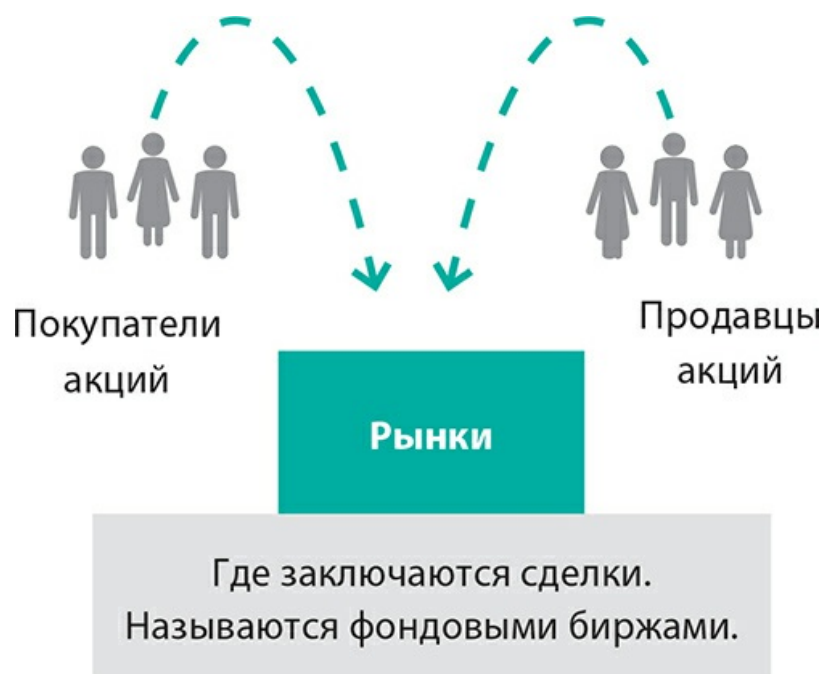 Покупатели
акций
Продавцы
акций
Рынки
Где заключаются сделки.
Называются фондовыми биржами.